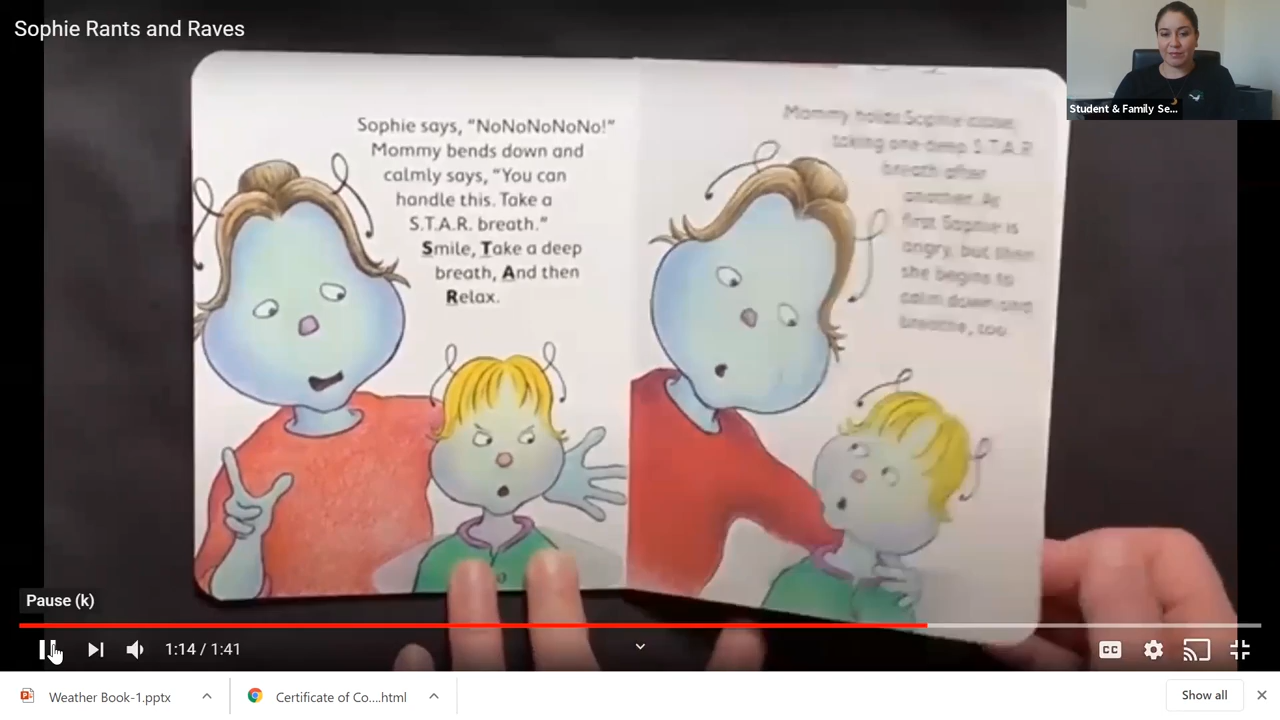 Sophie Rants and Raves
Student & Family Se...
Sophie says, "NoNoNoNoNo!"
Mommy bends down and
calmly says, "You can
handle this. Take a
S.T.A.R. breath."
Smile, Take a deep
breath, And then
Relax.
Mommy holds Sophie close,
taking one deep S.T.A.R.
breath after
another. At
first Sophie is
angry, but then
she begins to
calm down and
breathe, too.
Pause (k)
1:14 / 1:41
CC
Weather Book-1.pptx
Certificate of Co....html
Show all